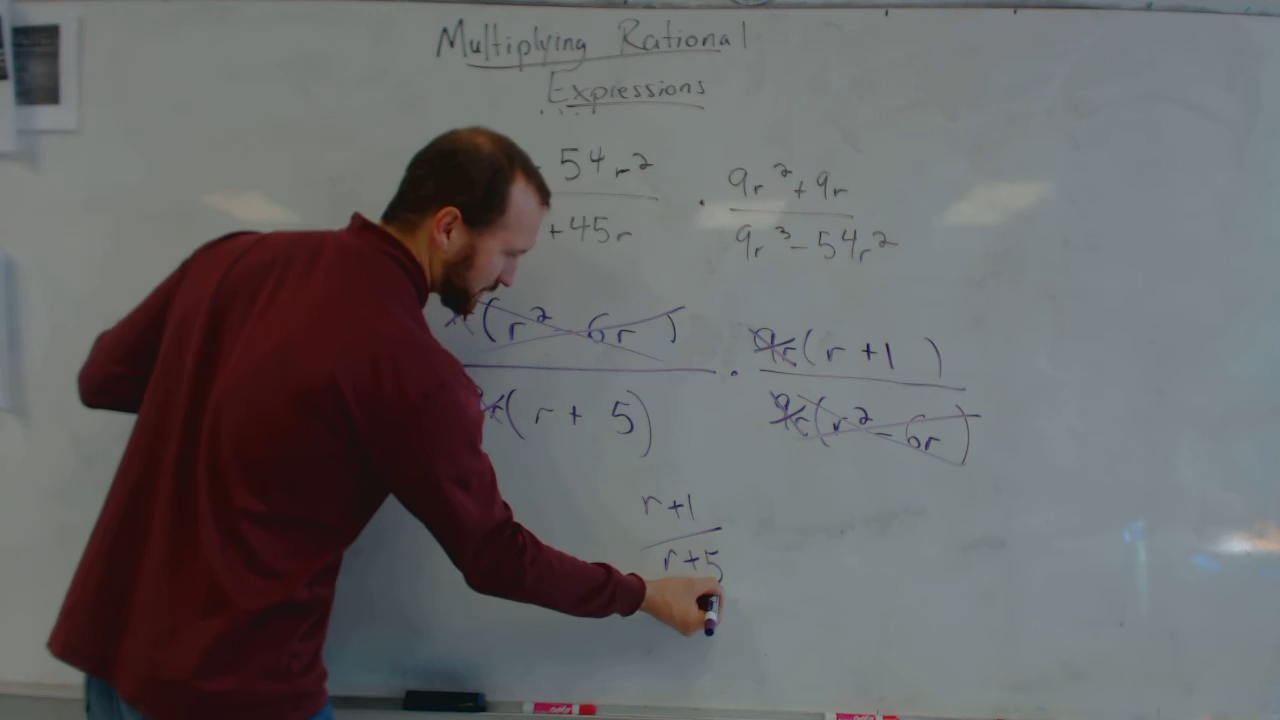 Multiplying Rational
Expressions
54r² · 9r² + 9r
+45r 9r³ - 54r²
(r² - 6r) · 9r(r + 1)
(r + 5) 9r(r² - 6r)
r+1
r+5